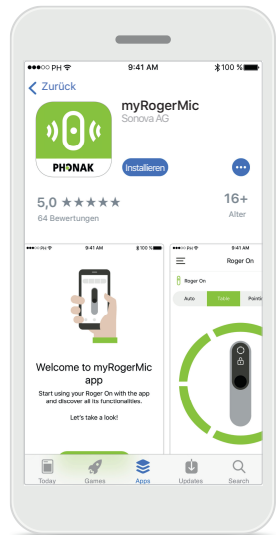 PH 9:41 AM 100 %
Zurück
myRogerMic
Sonova AG
PHONAK
Installieren
5,0 ★★★★★ 16+
64 Bewertungen Alter
PH 9:41 AM 100 %
Welcome to myRogerMic
app
Start using your Roger On with the app
and discover all its functionalities.
Let's take a look!
PH 9:41 AM
Roger On
Roger On
Auto Table
Today Games Apps Updates Search